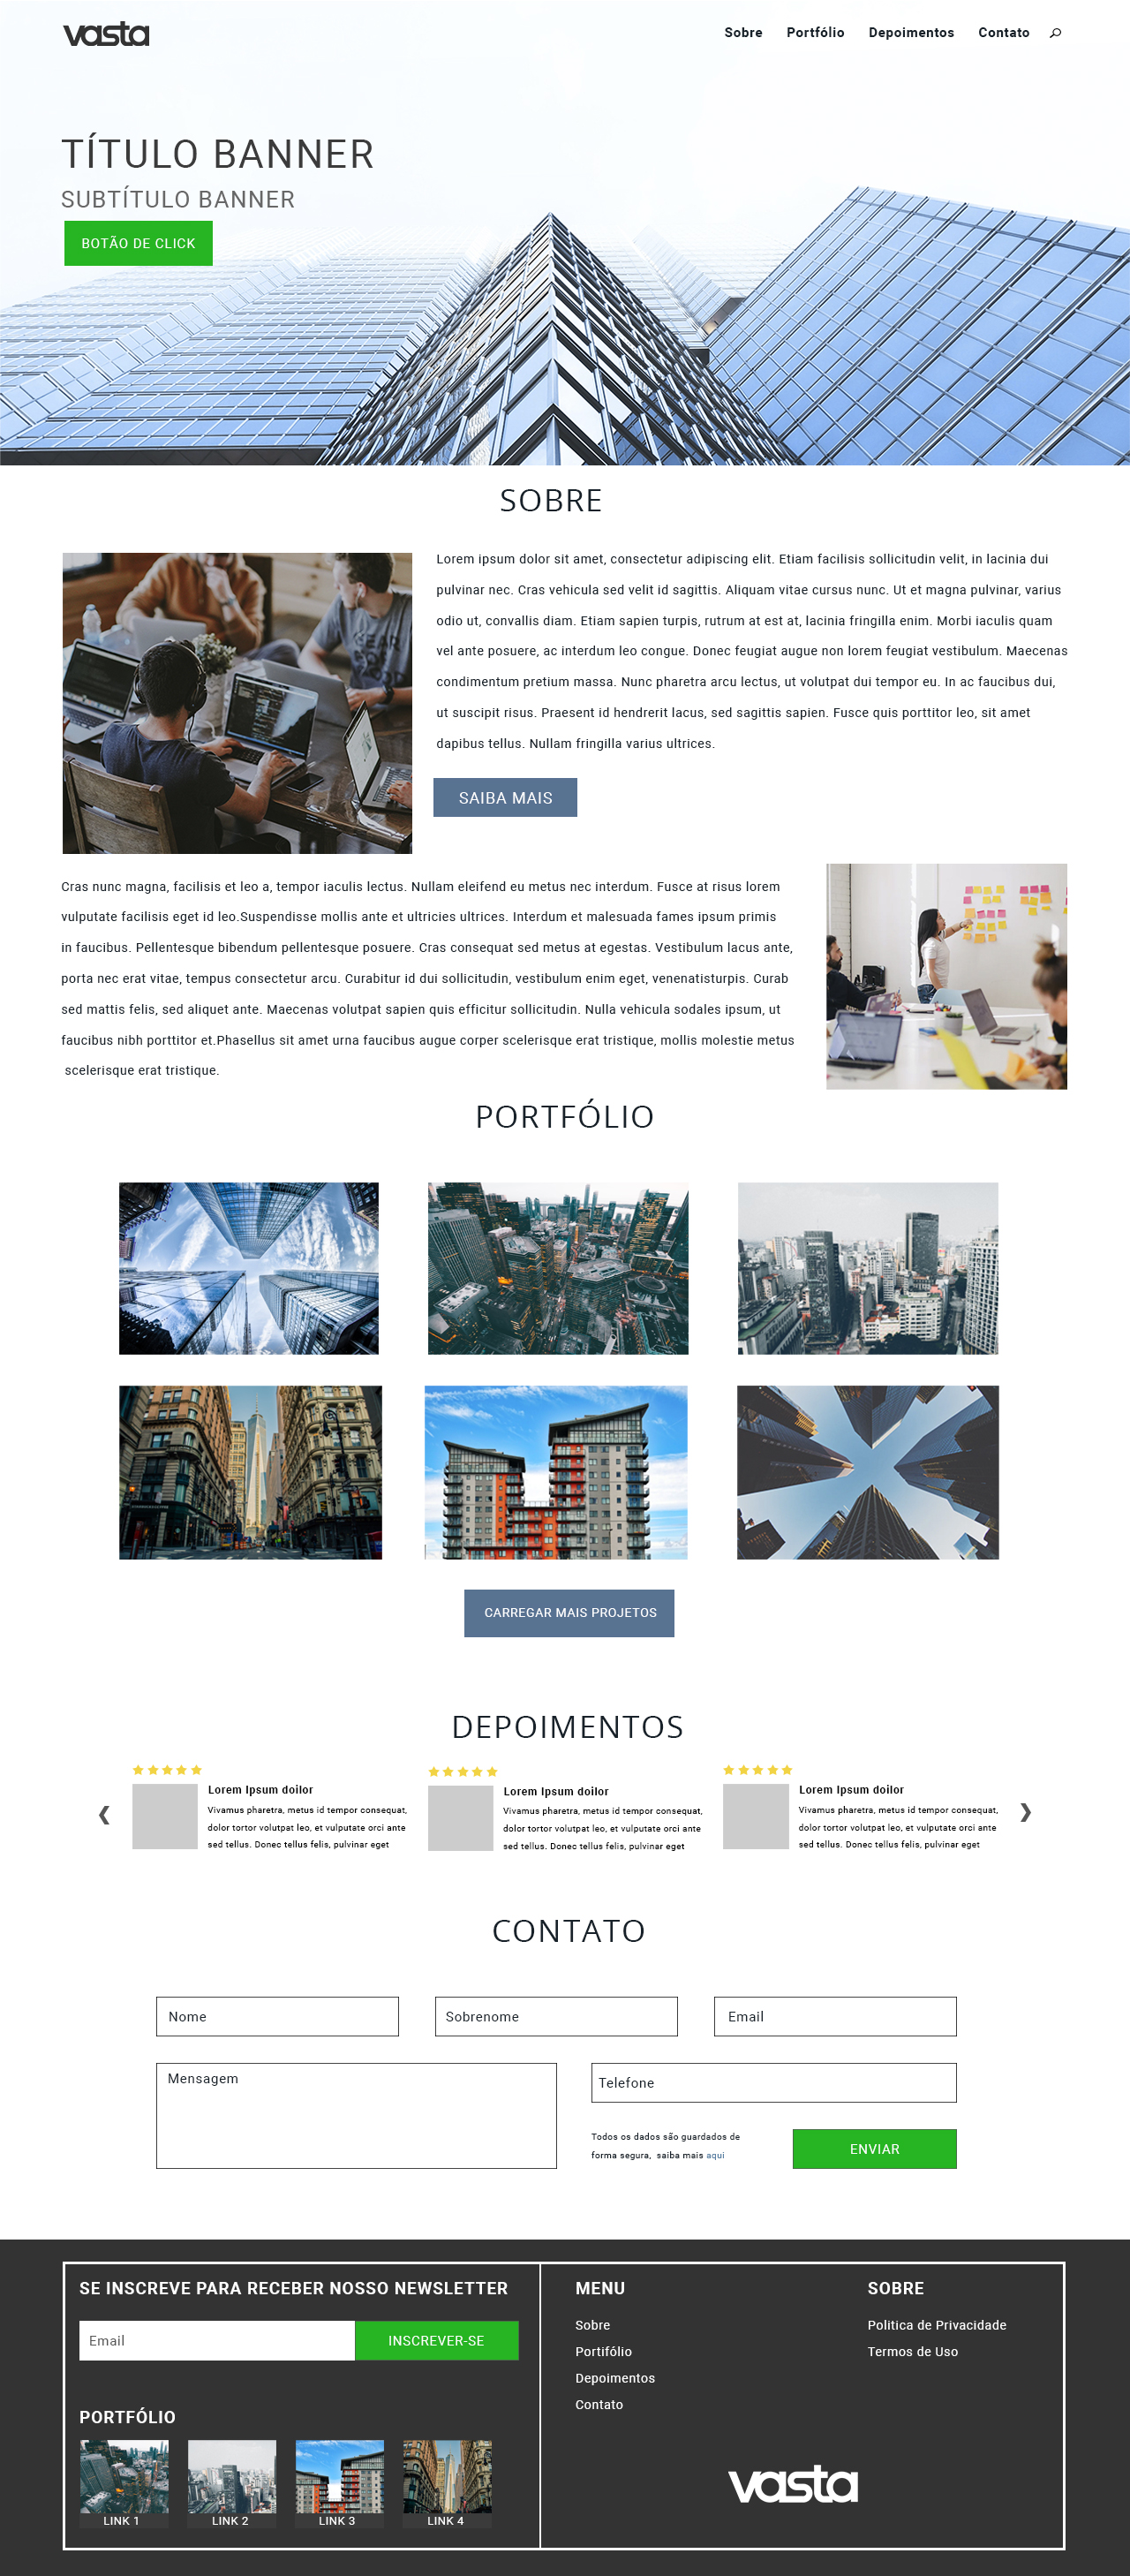 vasta
Sobre Portfólio Depoimentos Contato
TÍTULO BANNER
SUBTÍTULO BANNER
BOTÃO DE CLICK
SOBRE
Lorem ipsum dolor sit amet, consectetur adipiscing elit. Etiam facilisis sollicitudin velit, in lacinia dui
pulvinar nec. Cras vehicula sed velit id sagittis. Aliquam vitae cursus nunc. Ut et magna pulvinar, varius
odio ut, convallis diam. Etiam sapien turpis, rutrum at est at, lacinia fringilla enim. Morbi iaculis quam
vel ante posuere, ac interdum leo congue. Donec feugiat augue non lorem feugiat vestibulum. Maecenas
condimentum pretium massa. Nunc pharetra arcu lectus, ut volutpat dui tempor eu. In ac faucibus dui,
ut suscipit risus. Praesent id hendrerit lacus, sed sagittis sapien. Fusce quis porttitor leo, sit amet
dapibus tellus. Nullam fringilla varius ultrices.
SAIBA MAIS
Cras nunc magna, facilisis et leo a, tempor iaculis lectus. Nullam eleifend eu metus nec interdum. Fusce at risus lorem
vulputate facilisis eget id leo.Suspendisse mollis ante et ultricies ultrices. Interdum et malesuada fames ipsum primis
in faucibus. Pellentesque bibendum pellentesque posuere. Cras consequat sed metus at egestas. Vestibulum lacus ante,
porta nec erat vitae, tempus consectetur arcu. Curabitur id dui sollicitudin, vestibulum enim eget, venenatisturpis. Curab
sed mattis felis, sed aliquet ante. Maecenas volutpat sapien quis efficitur sollicitudin. Nulla vehicula sodales ipsum, ut
faucibus nibh porttitor et.Phasellus sit amet urna faucibus augue corper scelerisque erat tristique, mollis molestie metus
scelerisque erat tristique.
PORTFÓLIO
CARREGAR MAIS PROJETOS
DEPOIMENTOS
Lorem Ipsum doilor
Vivamus pharetra, metus id tempor consequat,
dolor tortor volutpat leo, et vulputate orci ante
sed tellus. Donec tellus felis, pulvinar eget
Lorem Ipsum doilor
Vivamus pharetra, metus id tempor consequat,
dolor tortor volutpat leo, et vulputate orci ante
sed tellus. Donec tellus felis, pulvinar eget
Lorem Ipsum doilor
Vivamus pharetra, metus id tempor consequat,
dolor tortor volutpat leo, et vulputate orci ante
sed tellus. Donec tellus felis, pulvinar eget
CONTATO
Nome
Sobrenome
Email
Mensagem
Telefone
Todos os dados são guardados de
forma segura, saiba mais aqui
ENVIAR
SE INSCREVE PARA RECEBER NOSSO NEWSLETTER
Email
INSCREVER-SE
PORTFÓLIO
LINK 1
LINK 2
LINK 3
LINK 4
MENU
Sobre
Portifólio
Depoimentos
Contato
SOBRE
Politica de Privacidade
Termos de Uso
vasta